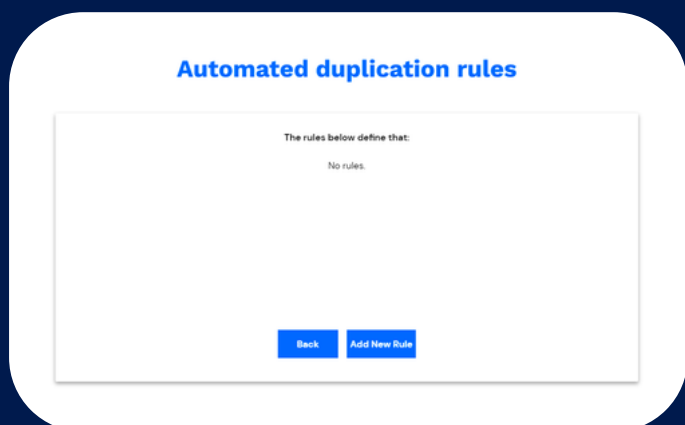 Automated duplication rules
The rules below define that:
No rules.
Back
Add New Rule